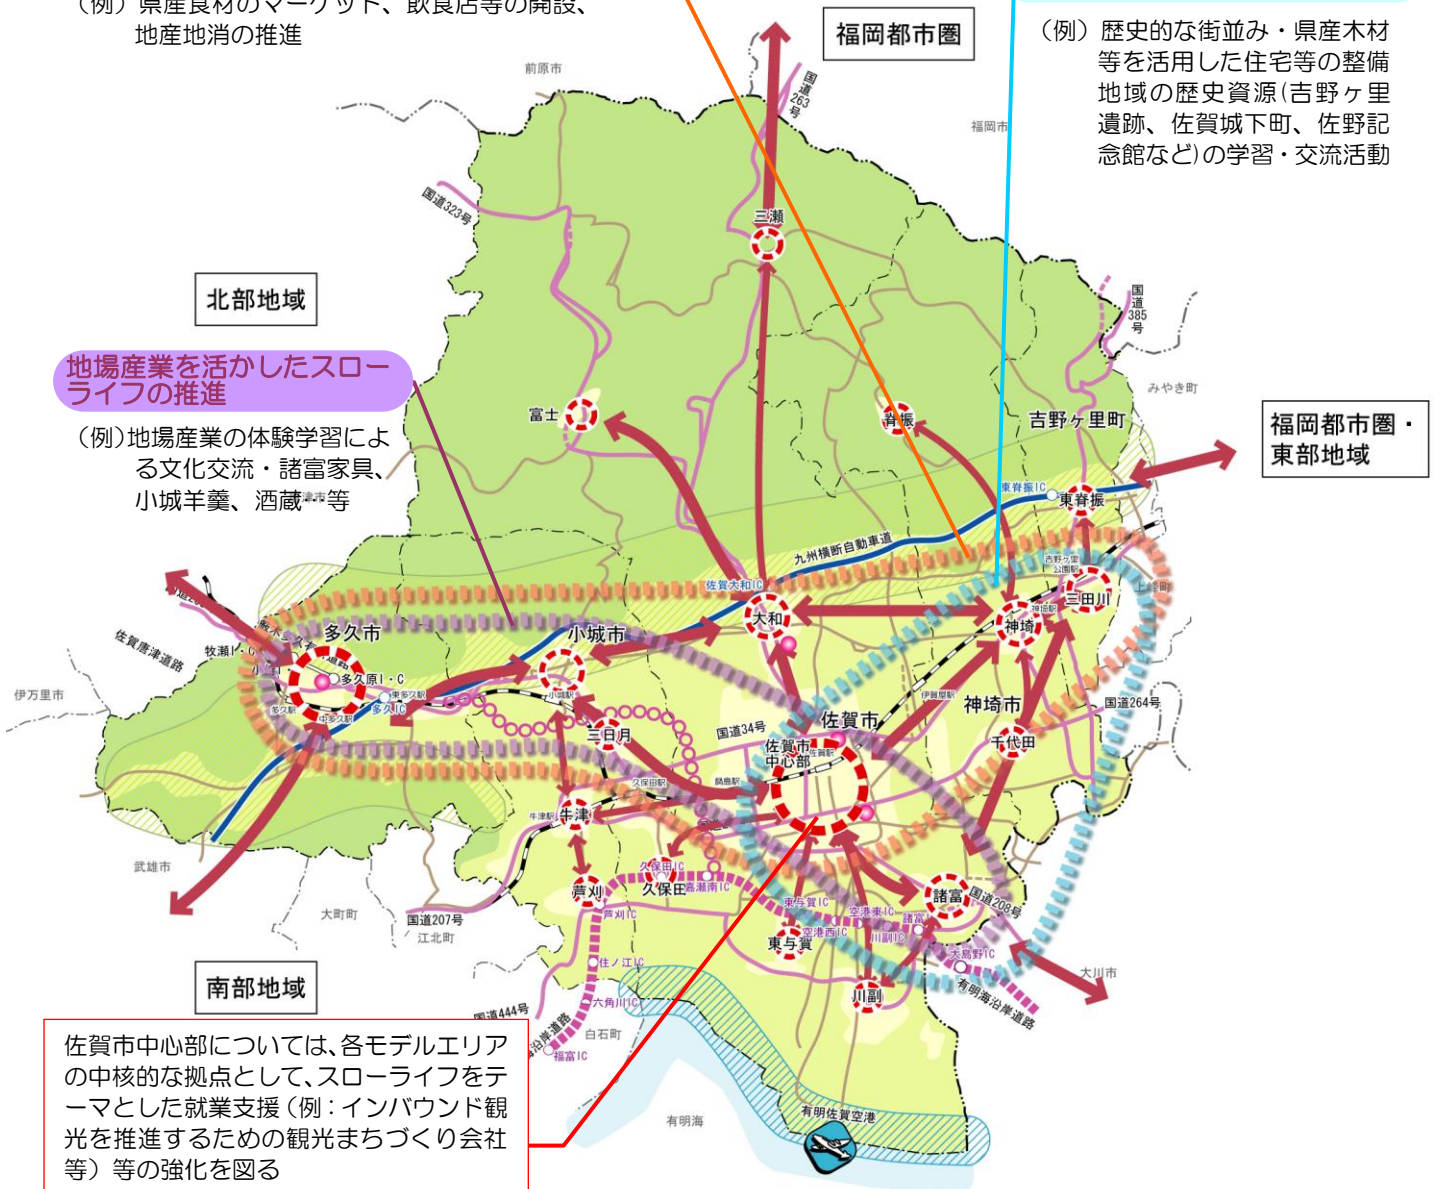 （例）県産食材のマーケット、飲食店等の開設、
地産地消の推進
福岡都市圏
（例）歴史的な街並み・県産木材
等を活用した住宅等の整備
地域の歴史資源(吉野ヶ里
遺跡、佐賀城下町、佐野記
念館など)の学習・交流活動
前原市
国道263号
福岡市
国道323号
三瀬
北部地域
国道385号
地場産業を活かしたスロー
ライフの推進
みやき町
富士
脊振
吉野ヶ里町
福岡都市圏・
東部地域
（例）地場産業の体験学習によ
る文化交流・諸富家具、
小城羊羹、酒蔵…等
東脊振IC
東脊振
九州横断自動車道
吉野ヶ里
公園駅
佐賀大和IC
上峰町
三田川
大和
神埼駅
神埼
佐賀唐津道路
多久市
小城市
牧瀬I・C
多久原I・C
伊万里市
東多久駅
多久IC
多久駅
中多久駅
小城駅
伊賀屋駅
神埼市
国道264号
三日月
国道34号
佐賀市
佐賀市
中心部
佐賀駅
千代田
久保田駅
鍋島駅
牛津駅
牛津
武雄市
久保田IC
嘉瀬南IC
久保田
芦刈
芦刈IC
諸富
国道208号
大町町
国道207号
江北町
東与賀IC
空港東IC
諸富IC
空港西IC
川副IC
東与賀
大島野IC
大川市
住ノ江IC
南部地域
川副
有明海沿岸道路
六角川IC
国道444号
白石町
福富IC
佐賀市中心部については、各モデルエリア
の中核的な拠点として、スローライフをテ
ーマとした就業支援（例：インバウンド観
光を推進するための観光まちづくり会社
等）等の強化を図る
有明海
有明佐賀空港